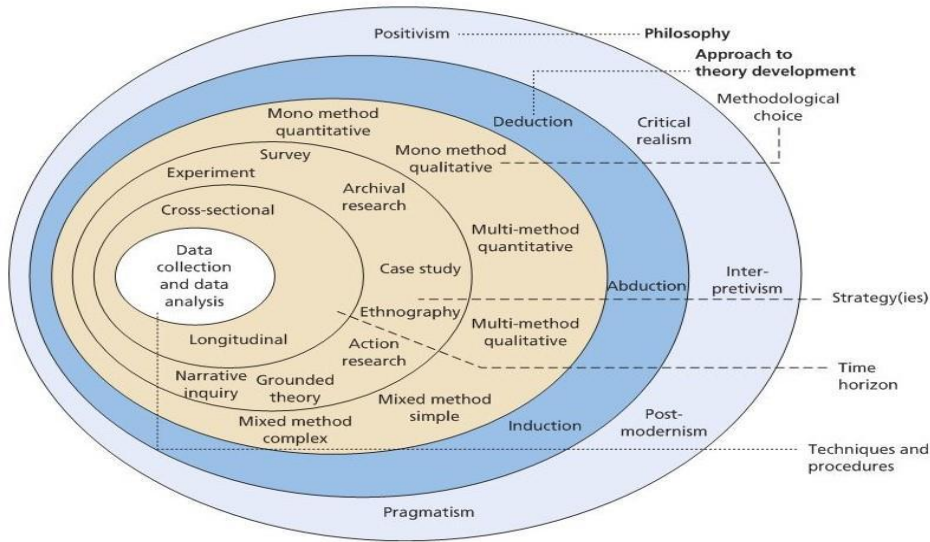 Positivism
Philosophy
Approach to
theory development
Methodological
choice
Mono method
quantitative
Deduction
Critical
realism
Mono method
qualitative
Survey
Experiment
Archival
research
Cross-sectional
Multi-method
quantitative
Data
collection
and data
analysis
Case study
Abduction
Inter-
pretivism
Strategy(ies)
Ethnography
Multi-method
qualitative
Longitudinal
Action
research
Time
horizon
Narrative
inquiry
Grounded
theory
Mixed method
simple
Mixed method
complex
Induction
Post-
modernism
Techniques and
procedures
Pragmatism